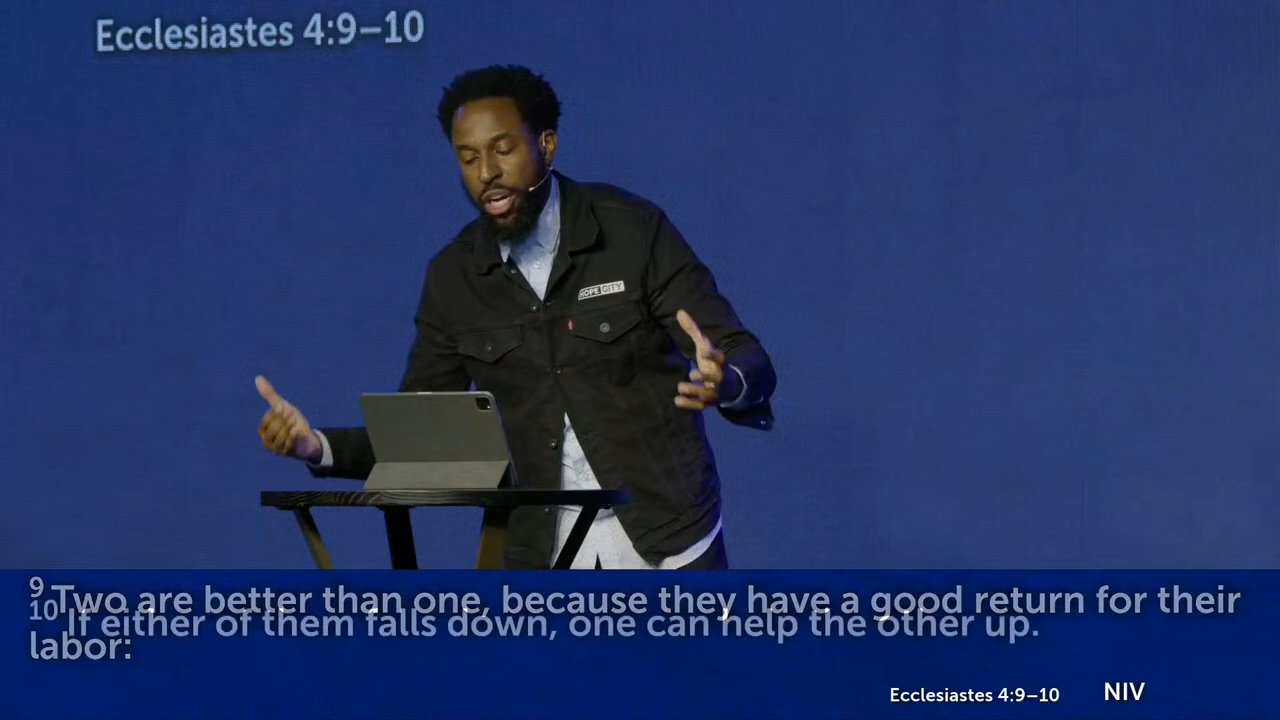 Ecclesiastes 4:9–10
HOPE CITY
9 Two are better than one, because they have a good return for their
labor:
10 If either of them falls down, one can help the other up.
Ecclesiastes 4:9–10 NIV